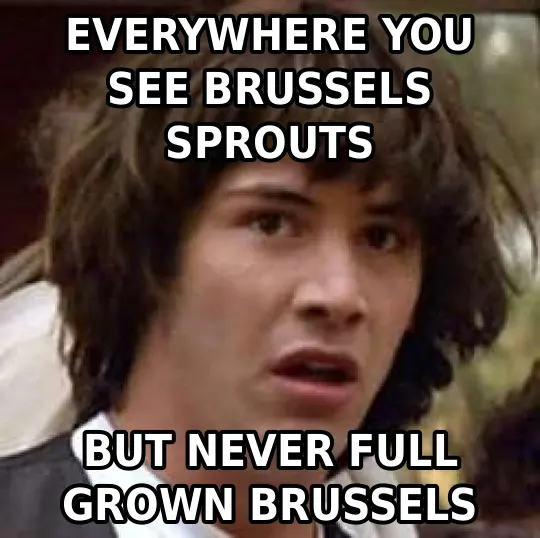 EVERYWHERE YOU
SEE BRUSSELS
SPROUTS
BUT NEVER FULL
GROWN BRUSSELS